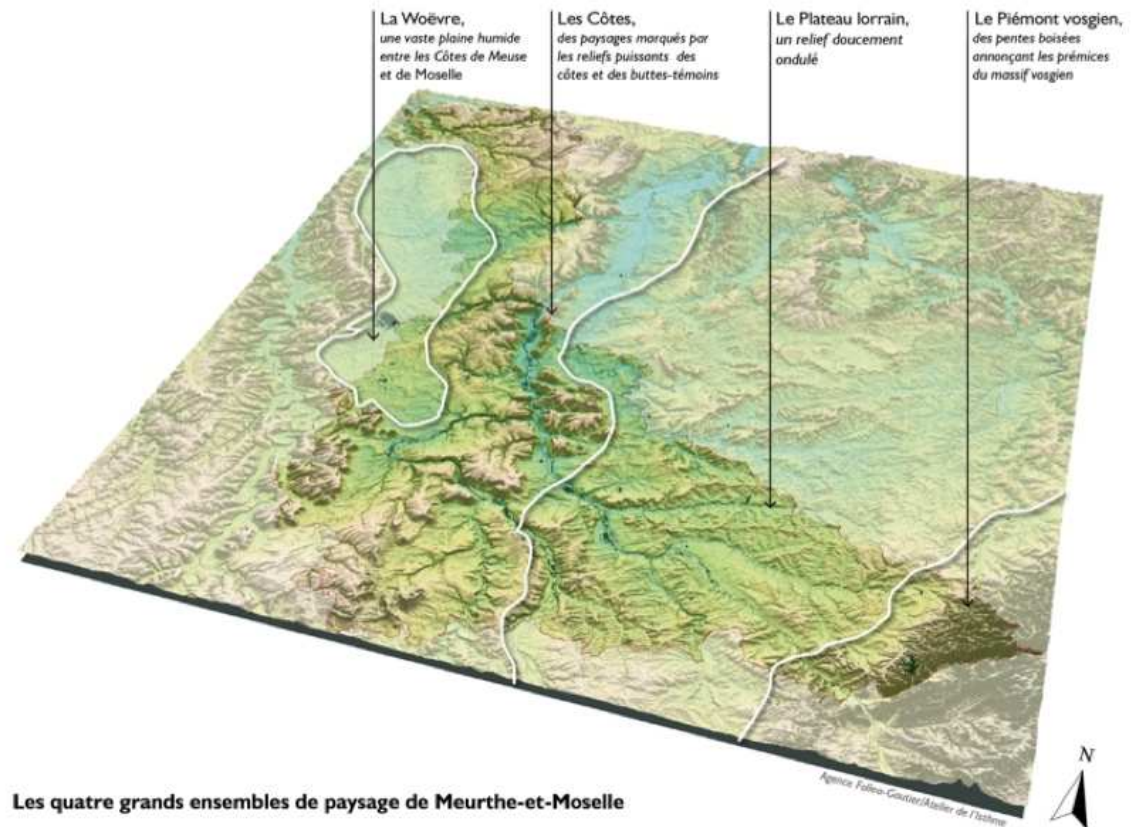 La Woëvre,
une vaste plaine humide
entre les Côtes de Meuse
et de Moselle
Les Côtes,
des paysages marqués par
les reliefs puissants des
côtes et des buttes-témoins
Le Plateau lorrain,
un relief doucement
ondulé
Le Piémont vosgien,
des pentes boisées
annonçant les prémices
du massif vosgien
N
Agence Folléa-Gautier/Atelier de l'Isthme
Les quatre grands ensembles de paysage de Meurthe-et-Moselle